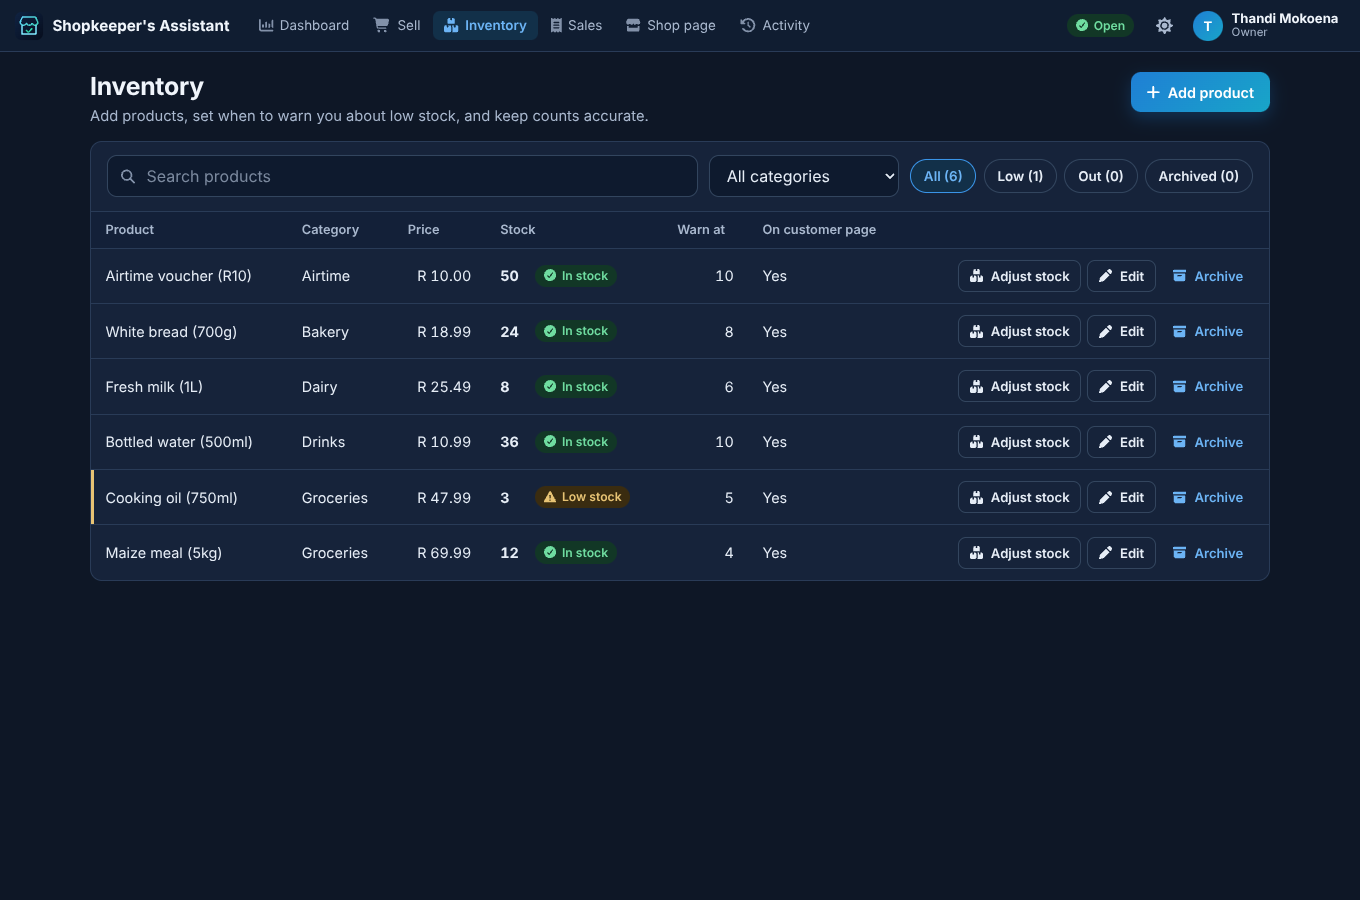 Shopkeeper's Assistant Dashboard Sell Inventory Sales Shop page Activity Open T Thandi Mokoena
Owner
Inventory
Add products, set when to warn you about low stock, and keep counts accurate.
Add product
Search products All categories All (6) Low (1) Out (0) Archived (0)
Product Category Price Stock Warn at On customer page
Airtime voucher (R10) Airtime R 10.00 50 In stock 10 Yes Adjust stock Edit Archive
White bread (700g) Bakery R 18.99 24 In stock 8 Yes Adjust stock Edit Archive
Fresh milk (1L) Dairy R 25.49 8 In stock 6 Yes Adjust stock Edit Archive
Bottled water (500ml) Drinks R 10.99 36 In stock 10 Yes Adjust stock Edit Archive
Cooking oil (750ml) Groceries R 47.99 3 Low stock 5 Yes Adjust stock Edit Archive
Maize meal (5kg) Groceries R 69.99 12 In stock 4 Yes Adjust stock Edit Archive